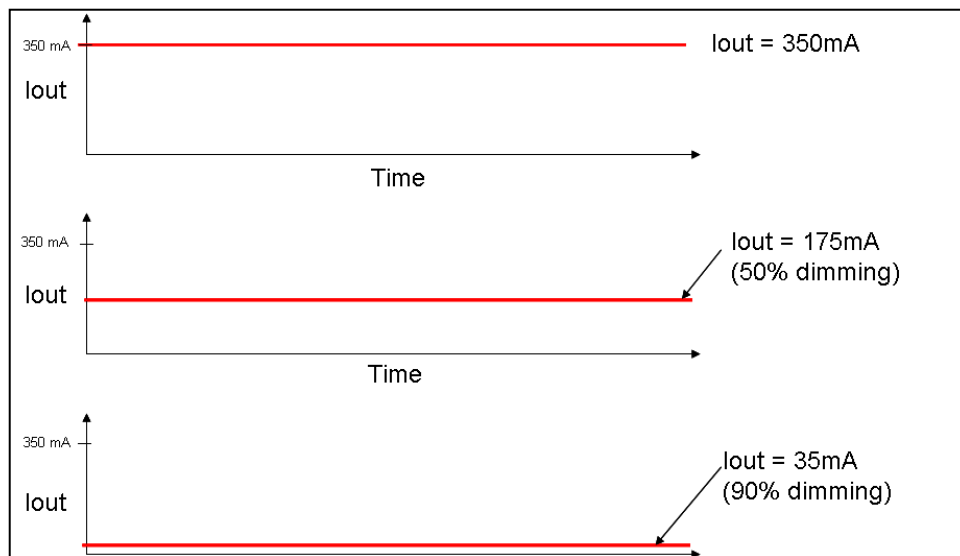 350 mA
Iout = 350mA
Iout
Time
350 mA
Iout = 175mA
(50% dimming)
Iout
Time
350 mA
Iout = 35mA
(90% dimming)
Iout